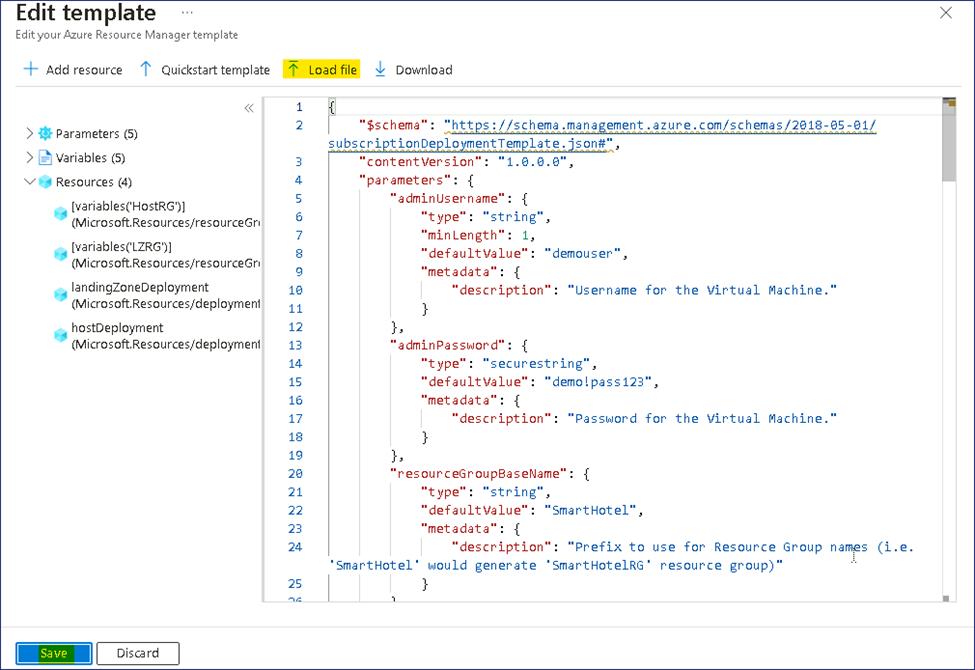 Edit template ...
Edit your Azure Resource Manager template
Add resource Quickstart template Load file Download
Parameters (5)
Variables (5)
Resources (4)
[variables('HostRG')]
(Microsoft.Resources/resourceGr
[variables('LZRG')]
(Microsoft.Resources/resourceGr
landingZoneDeployment
(Microsoft.Resources/deployment
hostDeployment
(Microsoft.Resources/deployment
1 {
2 "$schema": "https://schema.management.azure.com/schemas/2018-05-01/
subscriptionDeploymentTemplate.json#",
3 "contentVersion": "1.0.0.0",
4 "parameters": {
5 "adminUsername": {
6 "type": "string",
7 "minLength": 1,
8 "defaultValue": "demouser",
9 "metadata": {
10 "description": "Username for the Virtual Machine."
11 }
12 },
13 "adminPassword": {
14 "type": "securestring",
15 "defaultValue": "demo!pass123",
16 "metadata": {
17 "description": "Password for the Virtual Machine."
18 }
19 },
20 "resourceGroupBaseName": {
21 "type": "string",
22 "defaultValue": "SmartHotel",
23 "metadata": {
24 "description": "Prefix to use for Resource Group names (i.e.
'SmartHotel' would generate 'SmartHotelRG' resource group)"
25 }
Save Discard